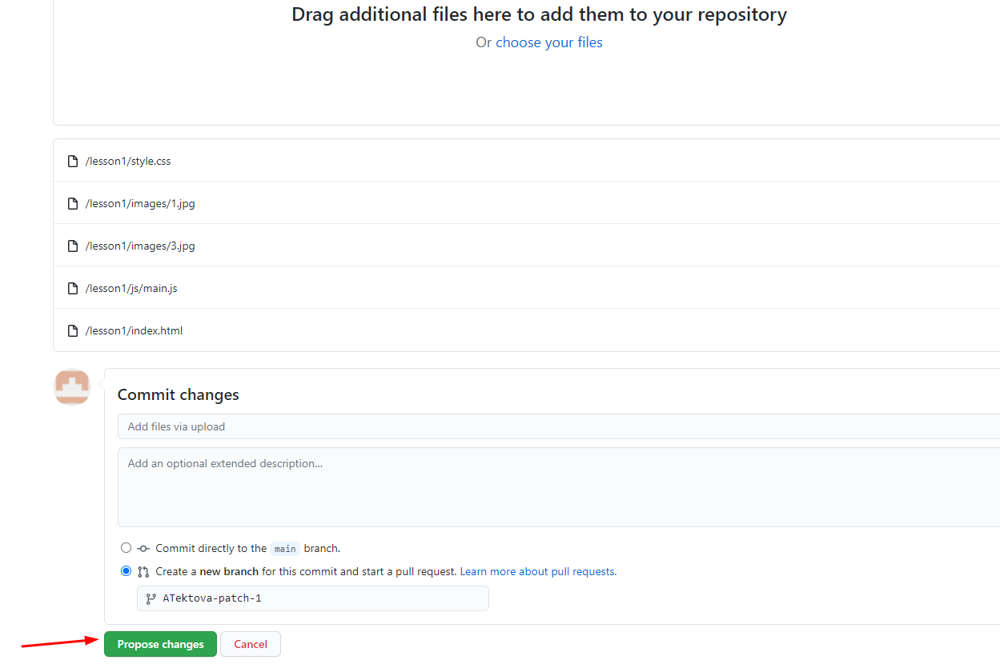 Drag additional files here to add them to your repository
Or choose your files
/lesson1/style.css
/lesson1/images/1.jpg
/lesson1/images/3.jpg
/lesson1/js/main.js
/lesson1/index.html
Commit changes
Add files via upload
Add an optional extended description...
Commit directly to the main branch.
Create a new branch for this commit and start a pull request. Learn more about pull requests.
ATektova-patch-1
Propose changes Cancel